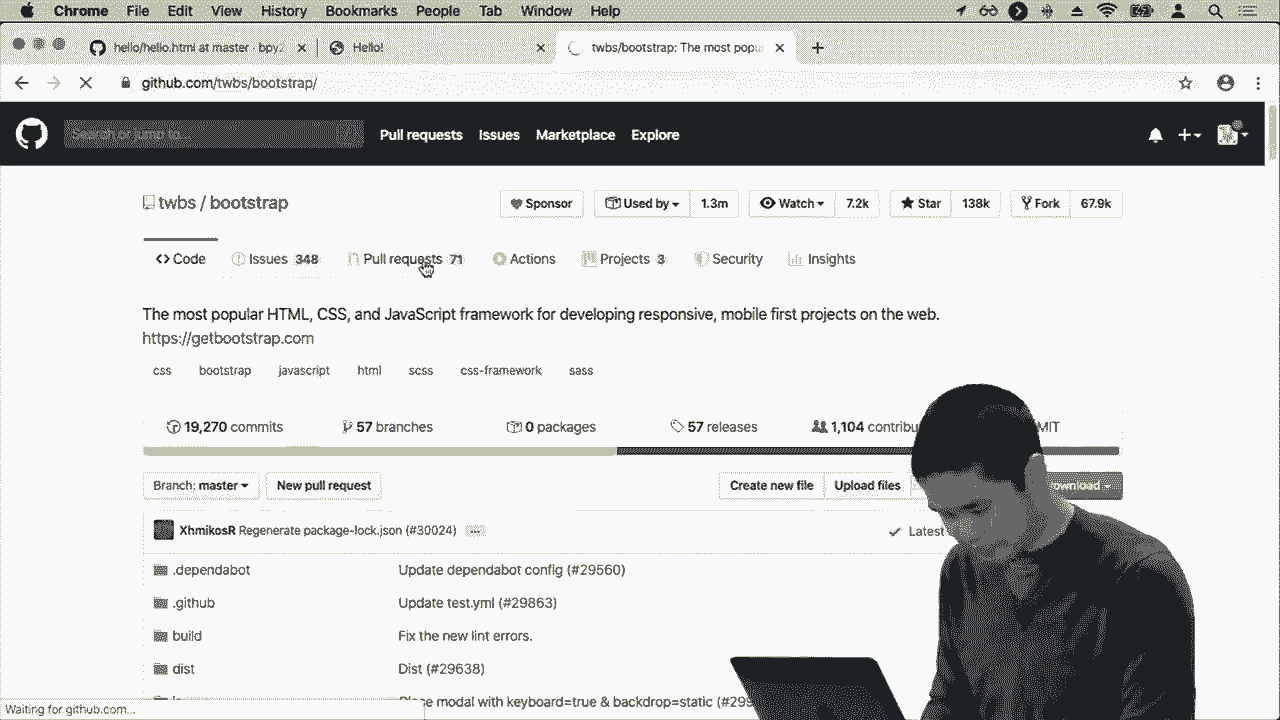 Chrome File Edit View History Bookmarks People Tab Window Help
hello/hello.html at master · bpy2
Hello!
twbs/bootstrap: The most popu
github.com/twbs/bootstrap/
Search or jump to...
Pull requests Issues Marketplace Explore
twbs / bootstrap
Sponsor Used by 1.3m Watch 7.2k Star 138k Fork 67.9k
Code Issues 348 Pull requests 71 Actions Projects 3 Security Insights
The most popular HTML, CSS, and JavaScript framework for developing responsive, mobile first projects on the web.
https://getbootstrap.com
css bootstrap javascript html scss css-framework sass
19,270 commits 57 branches 0 packages 57 releases 1,104 contribu MIT
Branch: master New pull request Create new file Upload files ownload
XhmikosR Regenerate package-lock.json (#30024) ... Latest
.dependabot Update dependabot config (#29560)
.github Update test.yml (#29863)
build Fix the new lint errors.
dist Dist (#29638)
modal with keyboard=true & backdrop=static (#29
Waiting for github.com...